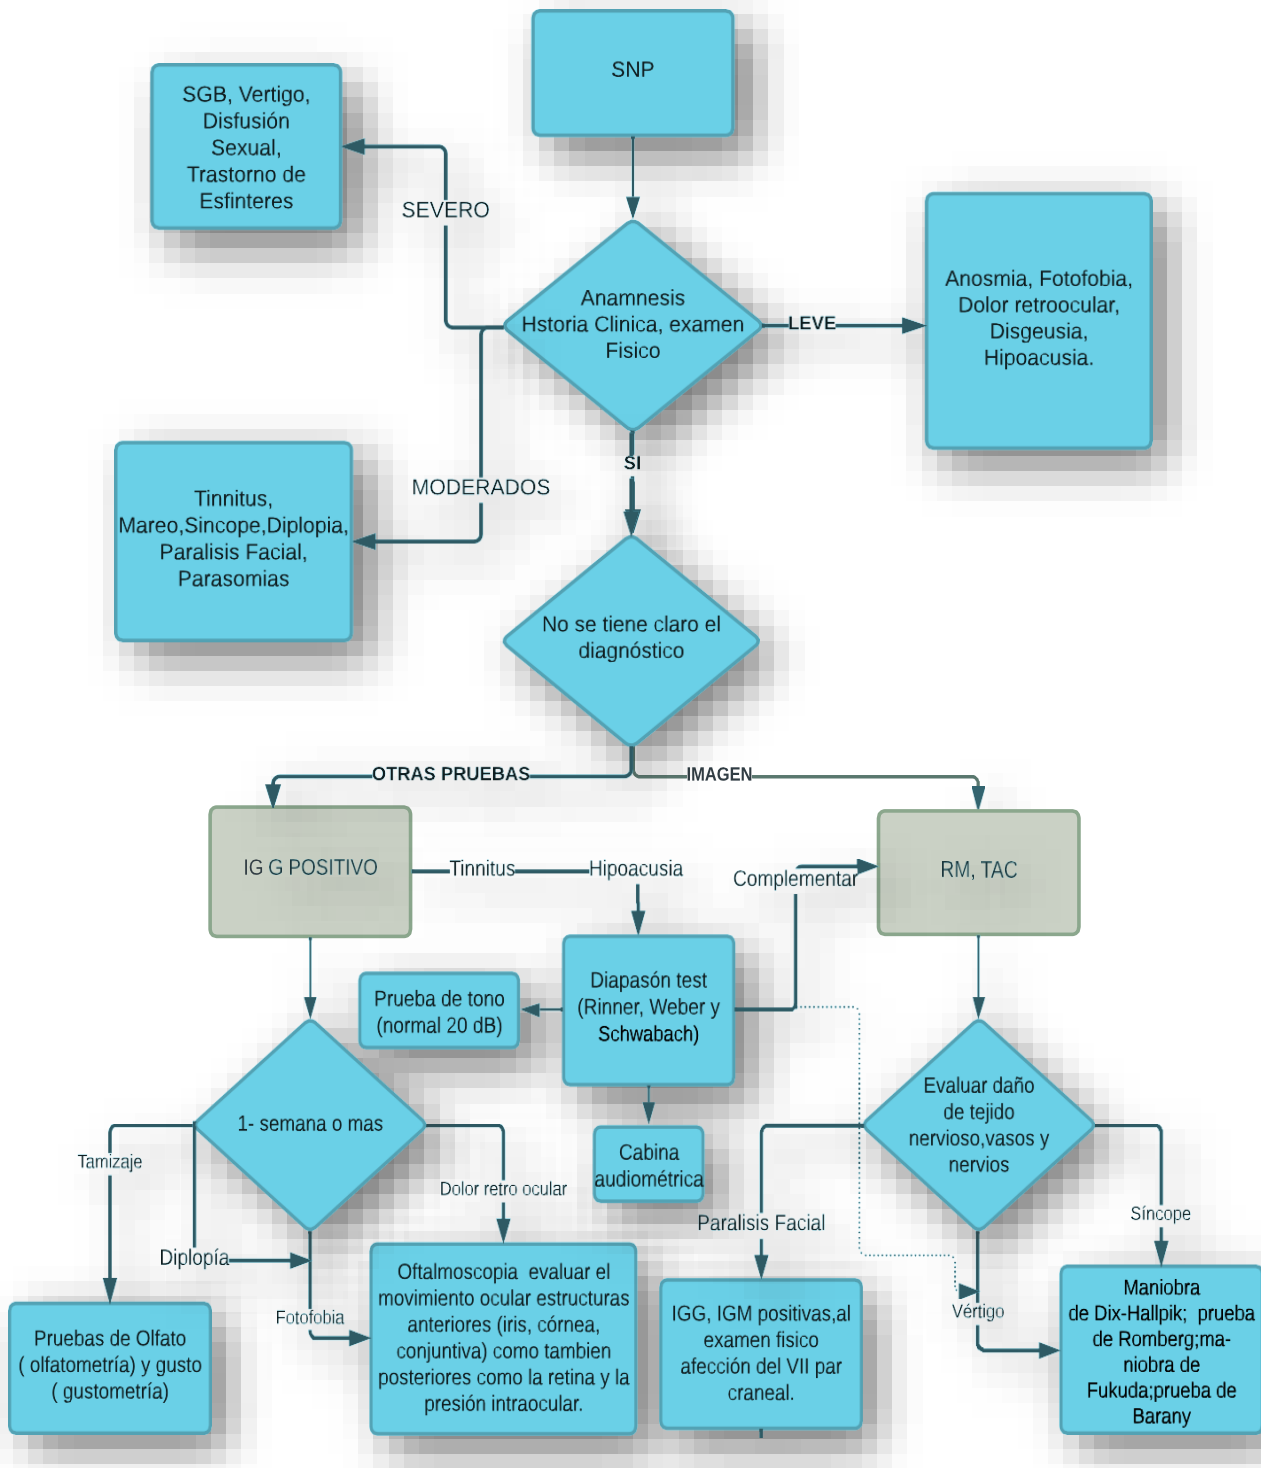 SNP
SGB, Vertigo,
Disfusión
Sexual,
Trastorno de
Esfinteres
SEVERO
Anamnesis
Hstoria Clinica, examen
Fisico
LEVE
Anosmia, Fotofobia,
Dolor retroocular,
Disgeusia,
Hipoacusia.
SI
MODERADOS
Tinnitus,
Mareo,Sincope,Diplopia,
Paralisis Facial,
Parasomias
No se tiene claro el
diagnóstico
OTRAS PRUEBAS
IMAGEN
IG G POSITIVO
Tinnitus
Hipoacusia
Complementar
RM, TAC
Diapasón test
(Rinner, Weber y
Schwabach)
Prueba de tono
(normal 20 dB)
Cabina
audiométrica
1- semana o mas
Evaluar daño
de tejido
nervioso,vasos y
nervios
Tamizaje
Dolor retro ocular
Diplopía
Fotofobia
Paralisis Facial
Síncope
Vértigo
Pruebas de Olfato
( olfatometría) y gusto
( gustometría)
Oftalmoscopia evaluar el
movimiento ocular estructuras
anteriores (iris, córnea,
conjuntiva) como tambien
posteriores como la retina y la
presión intraocular.
IGG, IGM positivas,al
examen fisico
afección del VII par
craneal.
Maniobra
de Dix-Hallpik; prueba
de Romberg;ma-
niobra de
Fukuda;prueba de
Barany